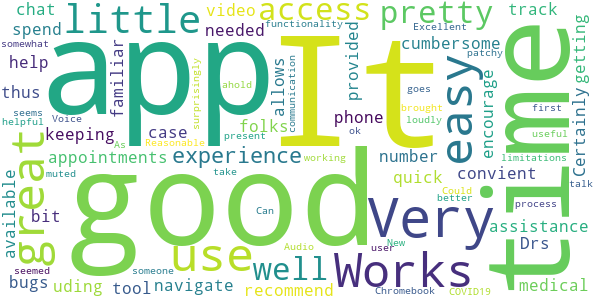 chat
little
video
access
pretty
track
spend
needed
functionality
Excellent
patchy
somewhat
app
It
time
cumbersome
getting
help
familiar
surprisingly
allows
communication
provided
easy
encourage
Certainly
thus
seems
ahold
goes
brought
first
helpful
Voice
folks
phone
loudly
useful
keeping
case
As
Reasonable
present
ok
working
limitations
great
appointments
experience
number
available
good
muted
take
quick
convient
talk
Very
Could
better
process
bit
Can
user
assistance
use
well
Works
New
Drs
bugs
seemed
tool
navigate
Audio
someone
recommend
Chromebook
COVID19
medical
uding